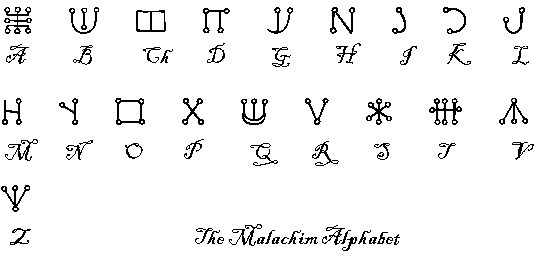 A B Ch D G H I K L
M N O P Q R S T V
Z The Malachim Alphabet